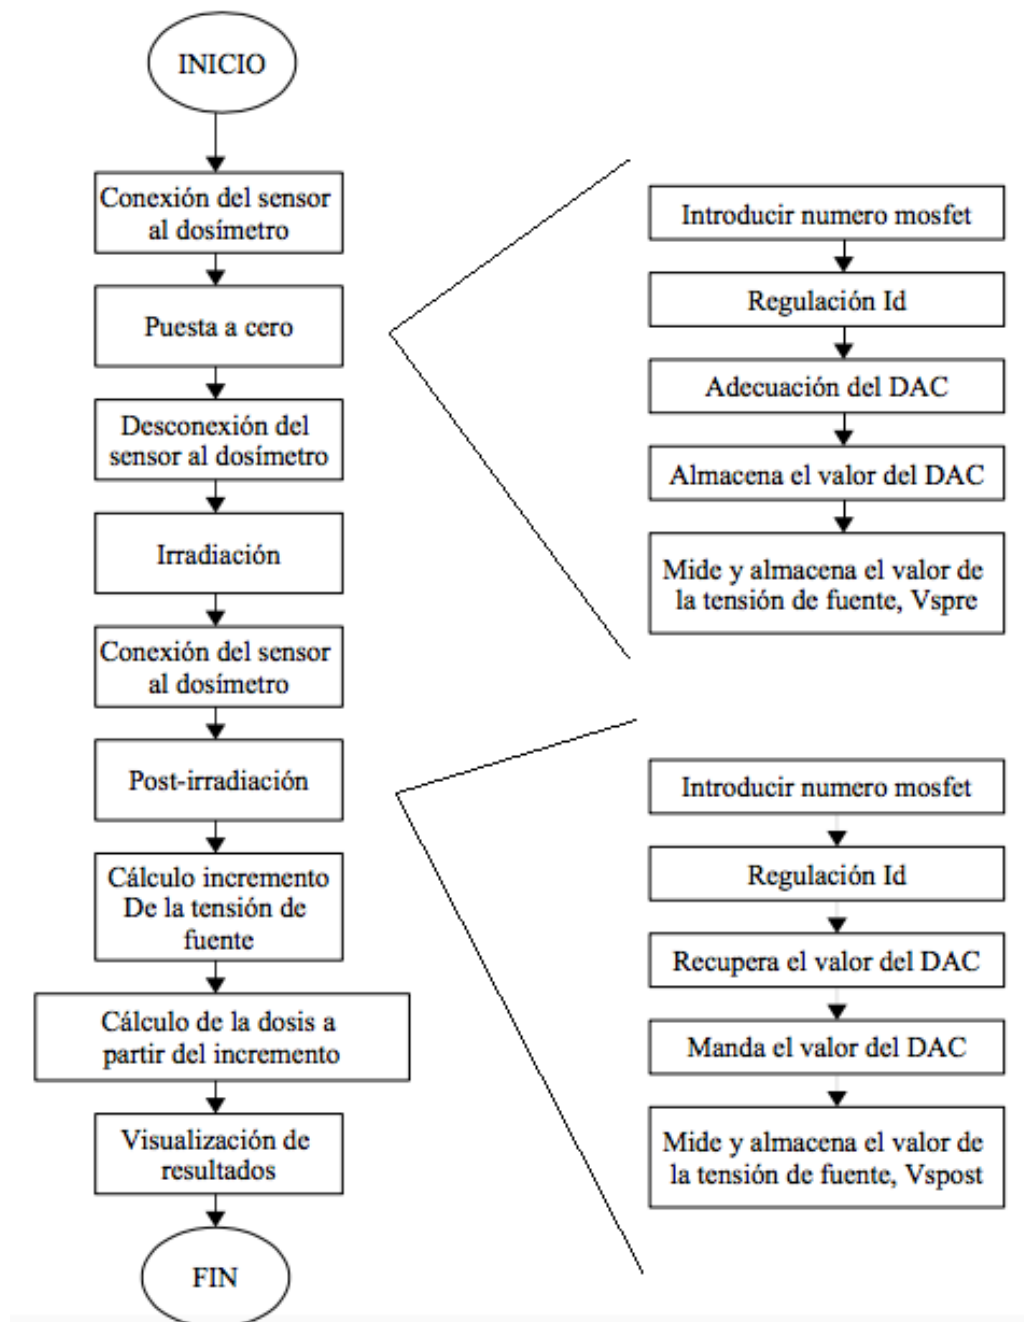 INICIO
Conexión del sensor
al dosímetro
Puesta a cero
Desconexión del
sensor al dosímetro
Irradiación
Conexión del sensor
al dosímetro
Post-irradiación
Cálculo incremento
De la tensión de
fuente
Cálculo de la dosis a
partir del incremento
Visualización de
resultados
FIN
Introducir numero mosfet
Regulación Id
Adecuación del DAC
Almacena el valor del DAC
Mide y almacena el valor de
la tensión de fuente, Vspre
Introducir numero mosfet
Regulación Id
Recupera el valor del DAC
Manda el valor del DAC
Mide y almacena el valor de
la tensión de fuente, Vspost